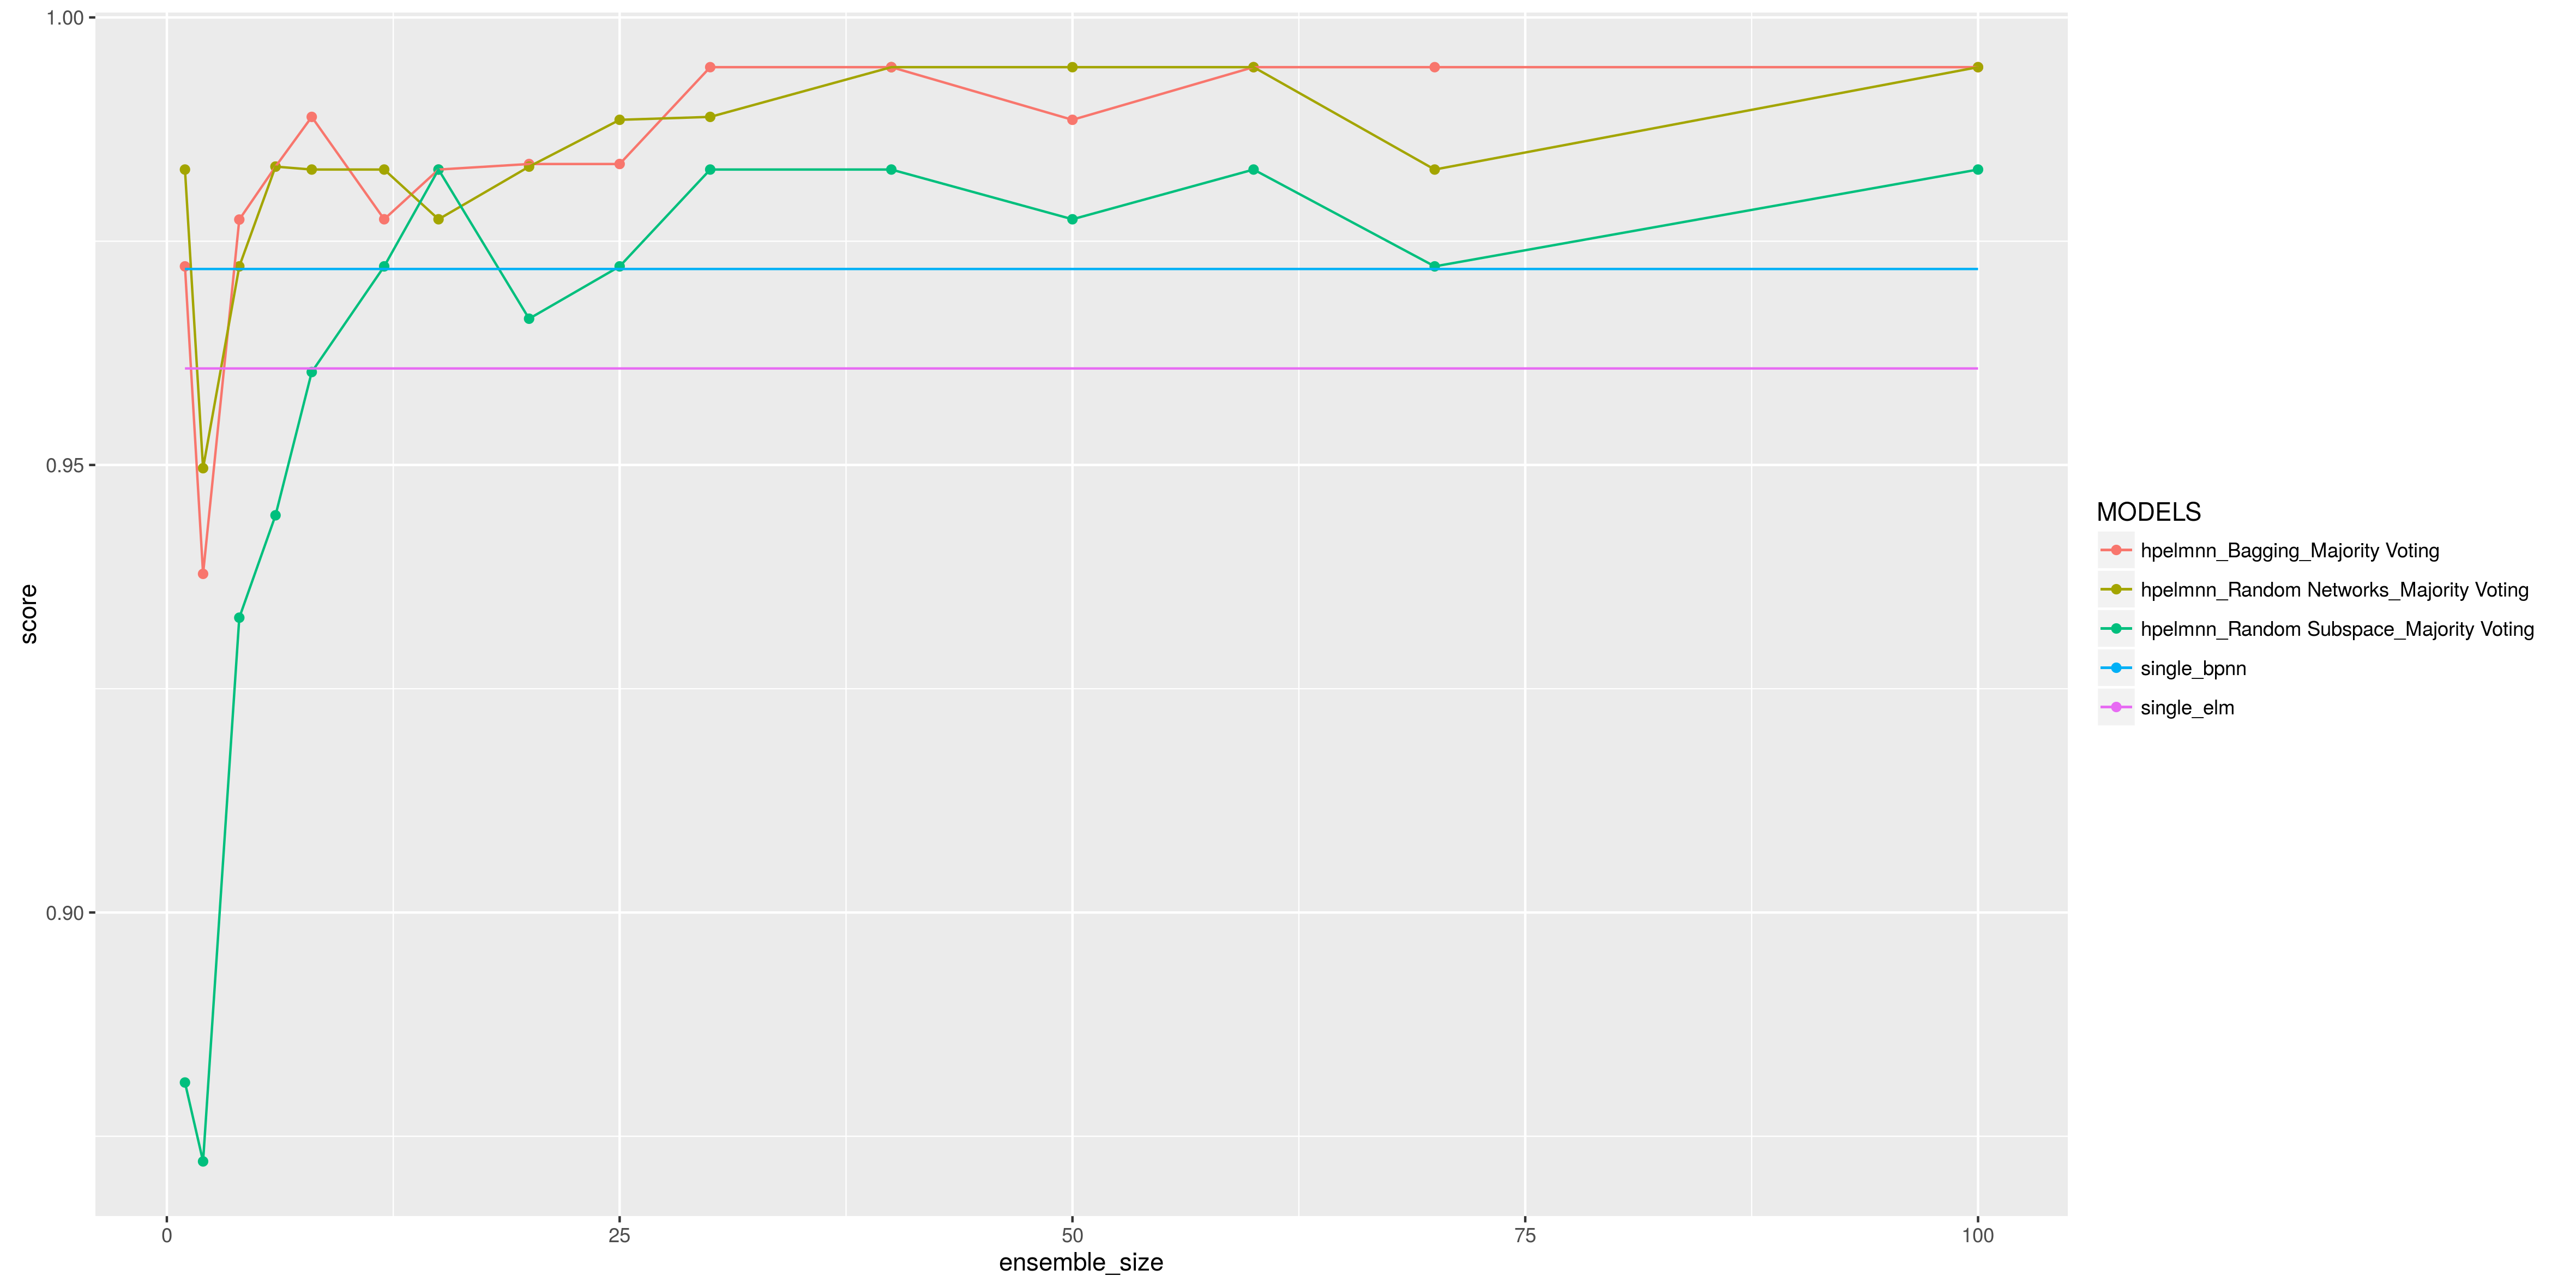 1.00
0.95
0.90
score
0
25
50
75
100
ensemble_size
MODELS
hpelmnn_Bagging_Majority Voting
hpelmnn_Random Networks_Majority Voting
hpelmnn_Random Subspace_Majority Voting
single_bpnn
single_elm